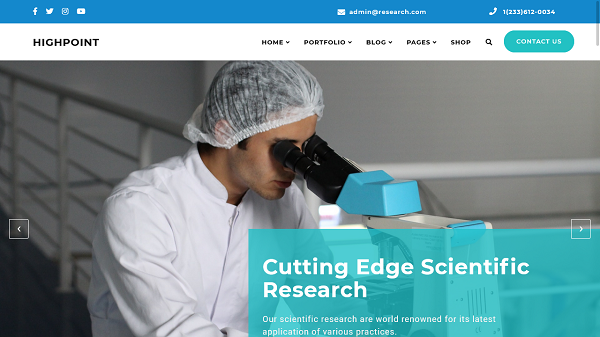 admin@research.com 1(233)612-0034
HIGHPOINT HOME PORTFOLIO BLOG PAGES SHOP CONTACT US
Cutting Edge Scientific
Research
Our scientific research are world renowned for its latest
application of various practices.